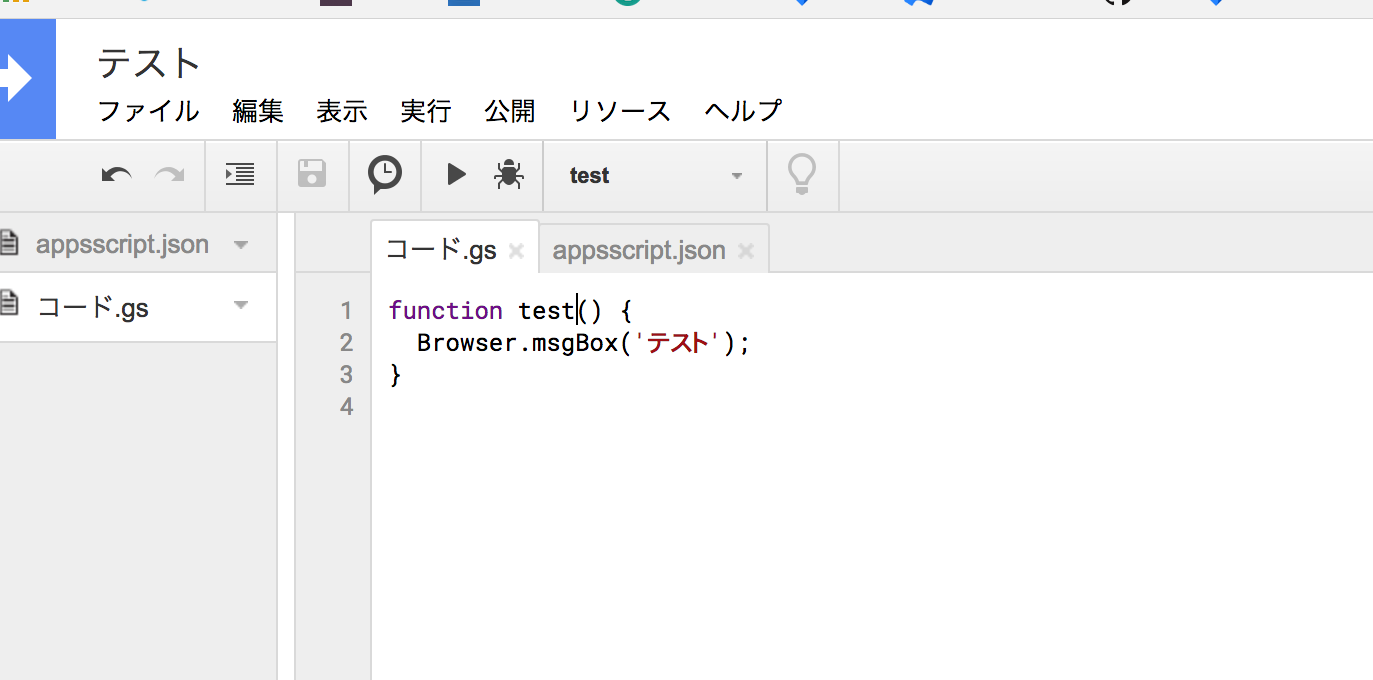 テスト
ファイル 編集 表示 実行 公開 リソース ヘルプ
test
appsscript.json
コード.gs
コード.gs appsscript.json
1 function test() {
2 Browser.msgBox('テスト');
3 }
4